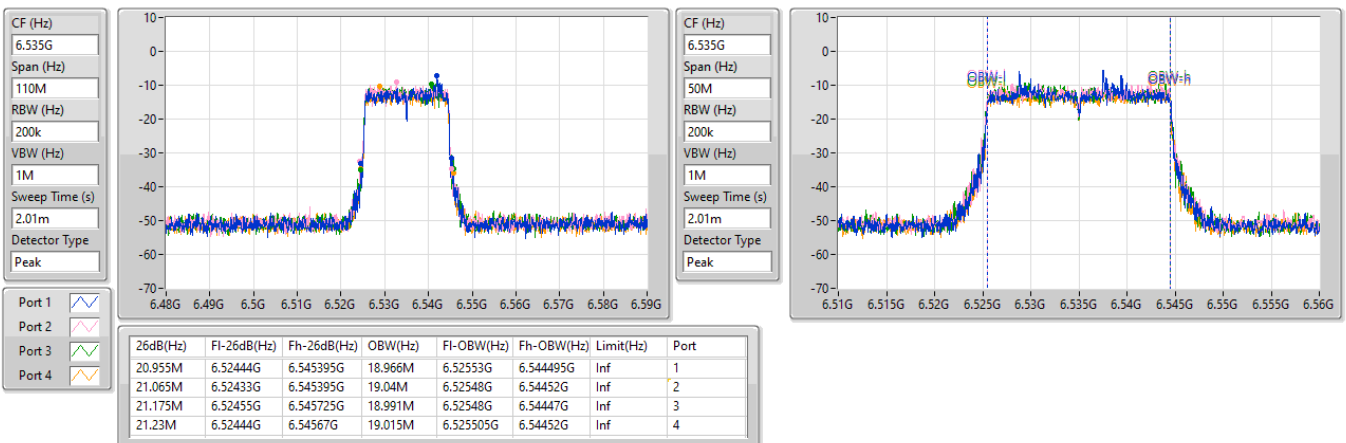 CF (Hz)
6.535G
Span (Hz)
110M
RBW (Hz)
200k
VBW (Hz)
1M
Sweep Time (s)
2.01m
Detector Type
Peak
10
0
-10
-20
-30
-40
-50
-60
-70
6.48G 6.49G 6.5G 6.51G 6.52G 6.53G 6.54G 6.55G 6.56G 6.57G 6.58G 6.59G
CF (Hz)
6.535G
Span (Hz)
50M
RBW (Hz)
200k
VBW (Hz)
1M
Sweep Time (s)
2.01m
Detector Type
Peak
10
0
-10
-20
-30
-40
-50
-60
-70
OBW-l OBW-h
6.51G 6.515G 6.52G 6.525G 6.53G 6.535G 6.54G 6.545G 6.55G 6.555G 6.56G
Port 1
Port 2
Port 3
Port 4
26dB(Hz) Fl-26dB(Hz) Fh-26dB(Hz) OBW(Hz) Fl-OBW(Hz) Fh-OBW(Hz) Limit(Hz) Port
20.955M 6.52444G 6.545395G 18.966M 6.52553G 6.544495G Inf 1
21.065M 6.52433G 6.545395G 19.04M 6.52548G 6.54452G Inf 2
21.175M 6.52455G 6.545725G 18.991M 6.52548G 6.54447G Inf 3
21.23M 6.52444G 6.54567G 19.015M 6.525505G 6.54452G Inf 4